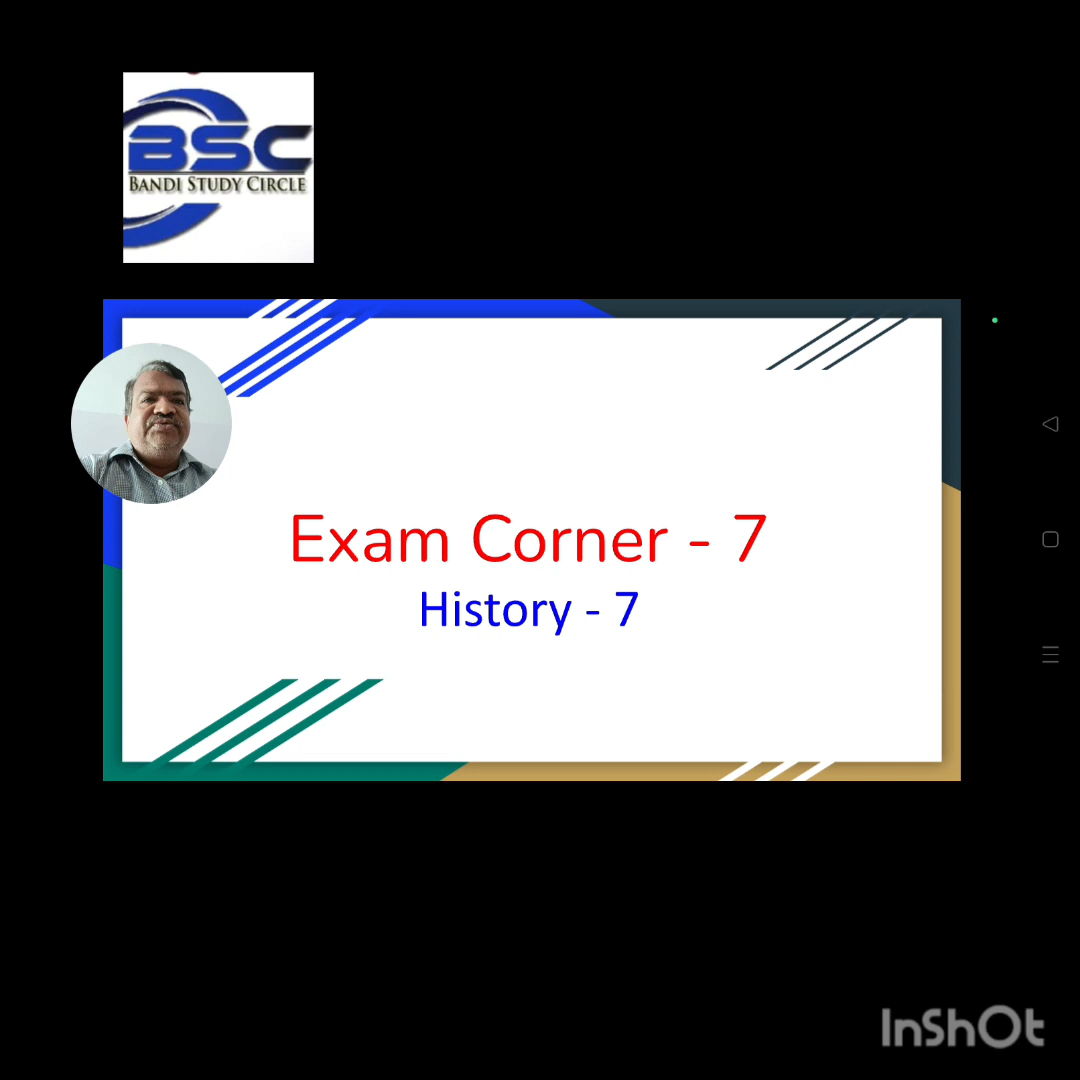 BSC
BANDI STUDY CIRCLE
Exam Corner - 7
History - 7
InShOt